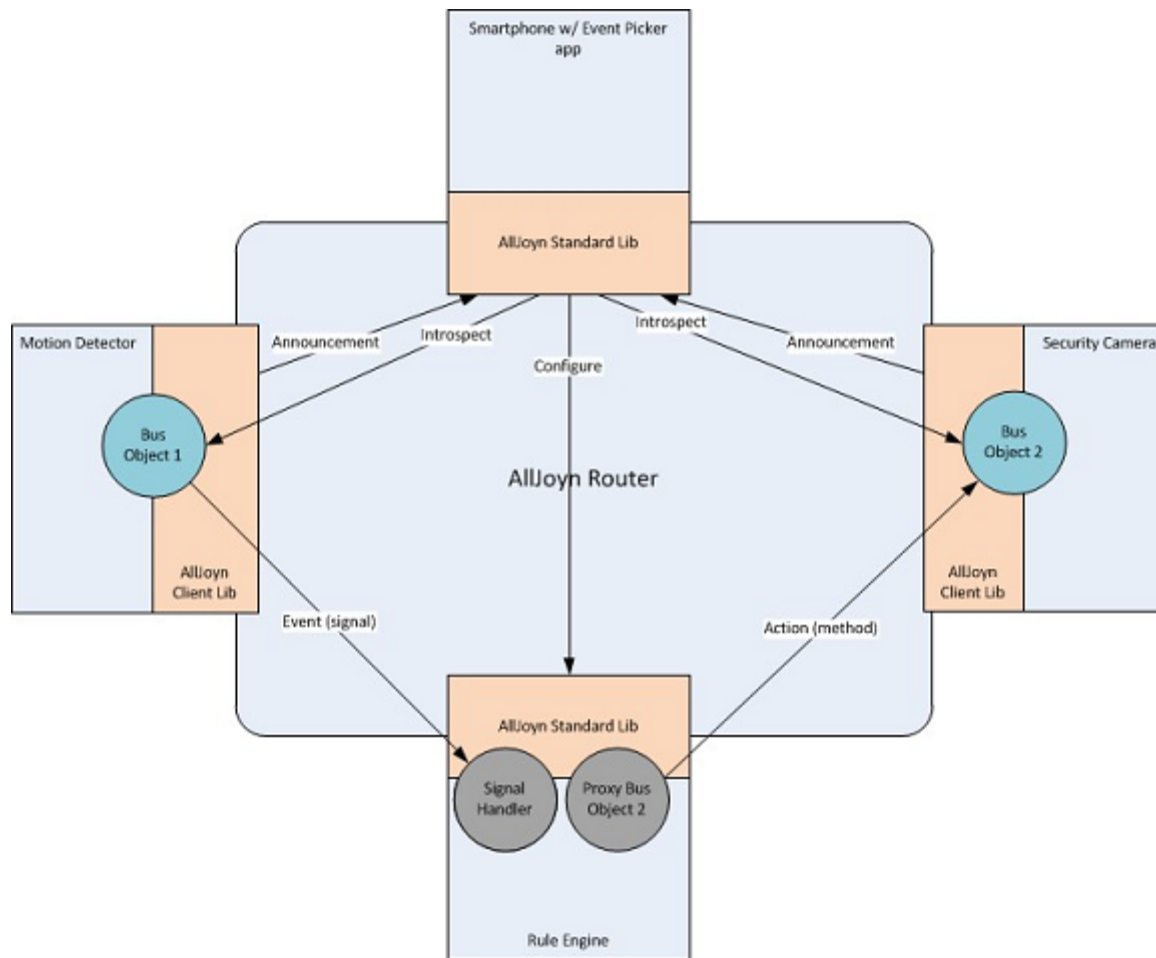 Smartphone w/ Event Picker
app
AllJoyn Standard Lib
Motion Detector
Announcement
Introspect
Introspect
Announcement
Security Camera
Configure
Bus
Object 1
Bus
Object 2
AllJoyn Router
AllJoyn
Client Lib
AllJoyn
Client Lib
Event (signal)
Action (method)
AllJoyn Standard Lib
Signal
Handler
Proxy Bus
Object 2
Rule Engine